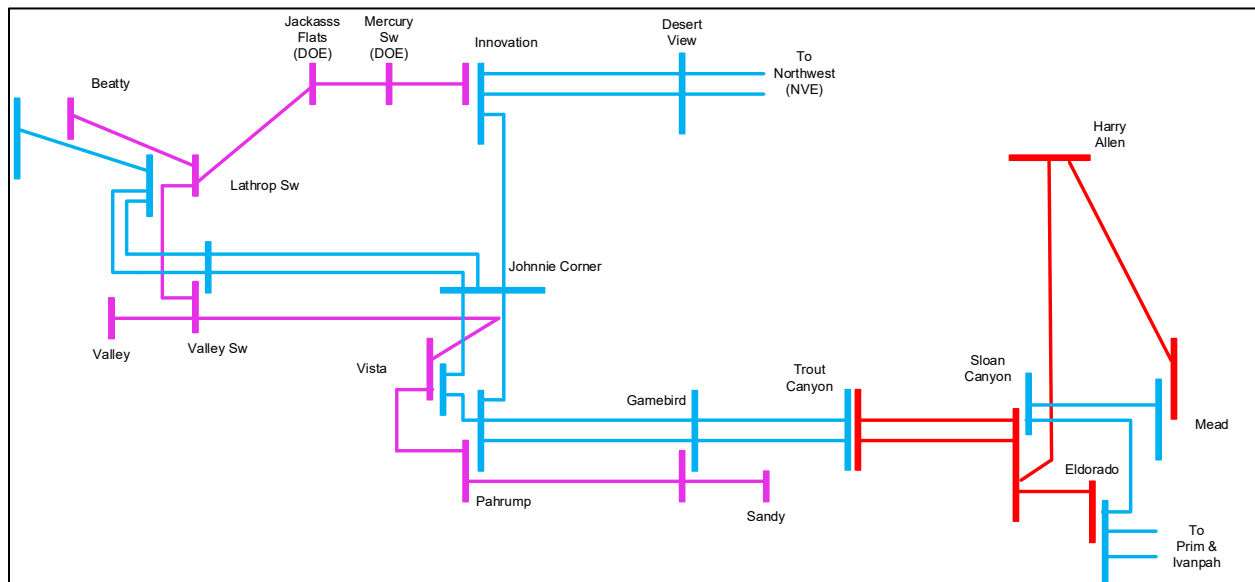 Jackasss
Flats
(DOE)
Mercury
Sw
(DOE)
Innovation
Desert
View
To
Northwest
(NVE)
Beatty
Harry
Allen
Lathrop Sw
Johnnie Corner
Valley
Valley Sw
Vista
Gamebird
Trout
Canyon
Sloan
Canyon
Mead
Eldorado
Pahrump
Sandy
To
Prim &
Ivanpah